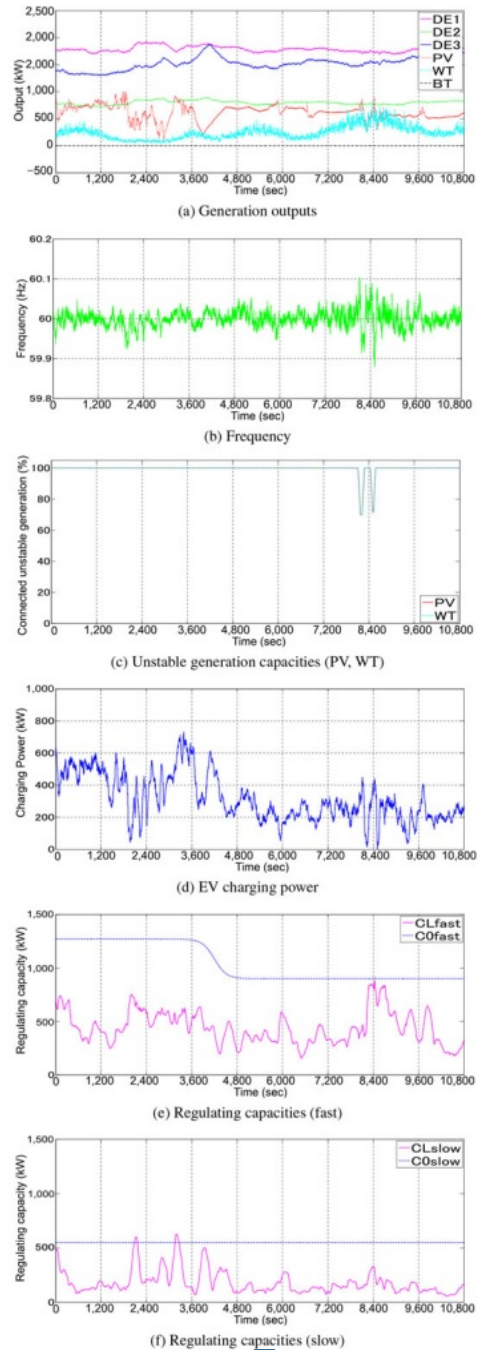 2,500
2,000
1,500
1,000
500
0
−500
Output (kW)
DE1
DE2
DE3
PV
WT
BT
0 1,200 2,400 3,600 4,800 6,000 7,200 8,400 9,600 10,800
Time (sec)
(a) Generation outputs
60.2
60.1
60
59.9
59.8
Frequency (Hz)
0 1,200 2,400 3,600 4,800 6,000 7,200 8,400 9,600 10,800
Time (sec)
(b) Frequency
100
80
60
40
20
0
Connected unstable generation (%)
PV
WT
0 1,200 2,400 3,600 4,800 6,000 7,200 8,400 9,600 10,800
Time (sec)
(c) Unstable generation capacities (PV, WT)
1,000
800
600
400
200
0
Charging Power (kW)
0 1,200 2,400 3,600 4,800 6,000 7,200 8,400 9,600 10,800
Time (sec)
(d) EV charging power
1,500
1,000
500
0
Regulating capacity (kW)
CLfast
C0fast
0 1,200 2,400 3,600 4,800 6,000 7,200 8,400 9,600 10,800
Time (sec)
(e) Regulating capacities (fast)
1,500
1,000
500
0
Regulating capacity (kW)
CLslow
C0slow
0 1,200 2,400 3,600 4,800 6,000 7,200 8,400 9,600 10,800
Time (sec)
(f) Regulating capacities (slow)